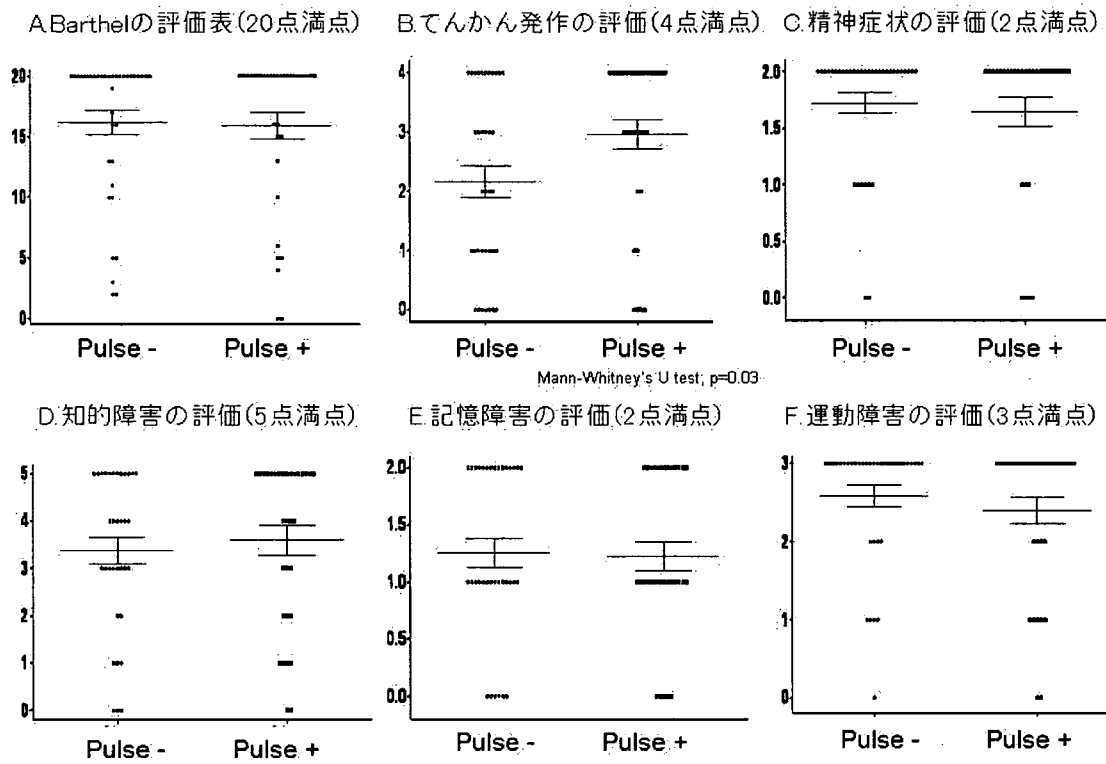 A.Barthelの評価表(20点満点)
B.てんかん発作の評価(4点満点)
C.精神症状の評価(2点満点)
20
15
10
5
0
Pulse -
Pulse +
4
3
2
1
0
Pulse -
Pulse +
2.0
1.5
1.0
0.5
0.0
Pulse -
Pulse +
Mann-Whitney's U test; p=0.03
D.知的障害の評価(5点満点)
E.記憶障害の評価(2点満点)
F.運動障害の評価(3点満点)
5
4
3
2
1
0
Pulse -
Pulse +
2.0
1.5
1.0
0.5
0.0
Pulse -
Pulse +
3
2
1
0
Pulse -
Pulse +